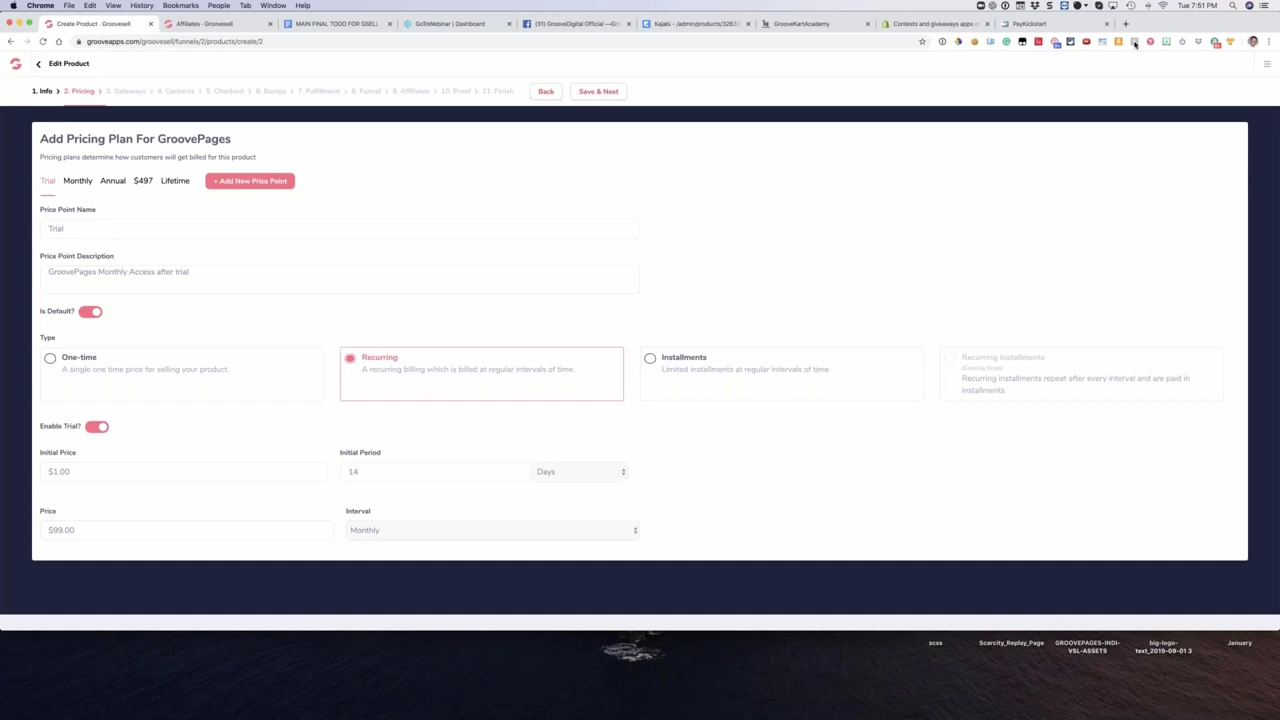 Chrome File Edit View History Bookmarks People Tab Window Help
Tue 7:51 PM
Create Product · Groovesell
Affiliates · Groovesell
MAIN FINAL TODO FOR GSELL
GoToWebinar | Dashboard
(31) GrooveDigital Official
Kajabi - /admin/products/3263
GrooveKartAcademy
Contests and giveaways apps
PayKickstart
grooveapps.com/groovesell/funnels/2/products/create/2
Edit Product
1. Info 2. Pricing 3. Gateways 4. Contents 5. Checkout 6. Bumps 7. Fulfillment 8. Funnel 9. Affiliates 10. Proof 11. Finish Back Save & Next
Add Pricing Plan For GroovePages
Pricing plans determine how customers will get billed for this product
Trial Monthly Annual $497 Lifetime + Add New Price Point
Price Point Name
Trial
Price Point Description
GroovePages Monthly Access after trial
Is Default?
Type
One-time
A single one time price for selling your product.
Recurring
A recurring billing which is billed at regular intervals of time.
Installments
Limited installments at regular intervals of time
Recurring Installments
(Coming Soon)
Recurring installments repeat after every interval and are paid in
installments
Enable Trial?
Initial Price Initial Period
$1.00 14 Days
Price Interval
$99.00 Monthly
scss
Scarcity_Replay_Page
GROOVEPAGES-INDI-
VSL-ASSETS
big-logo-
text_2019-09-01 3
January